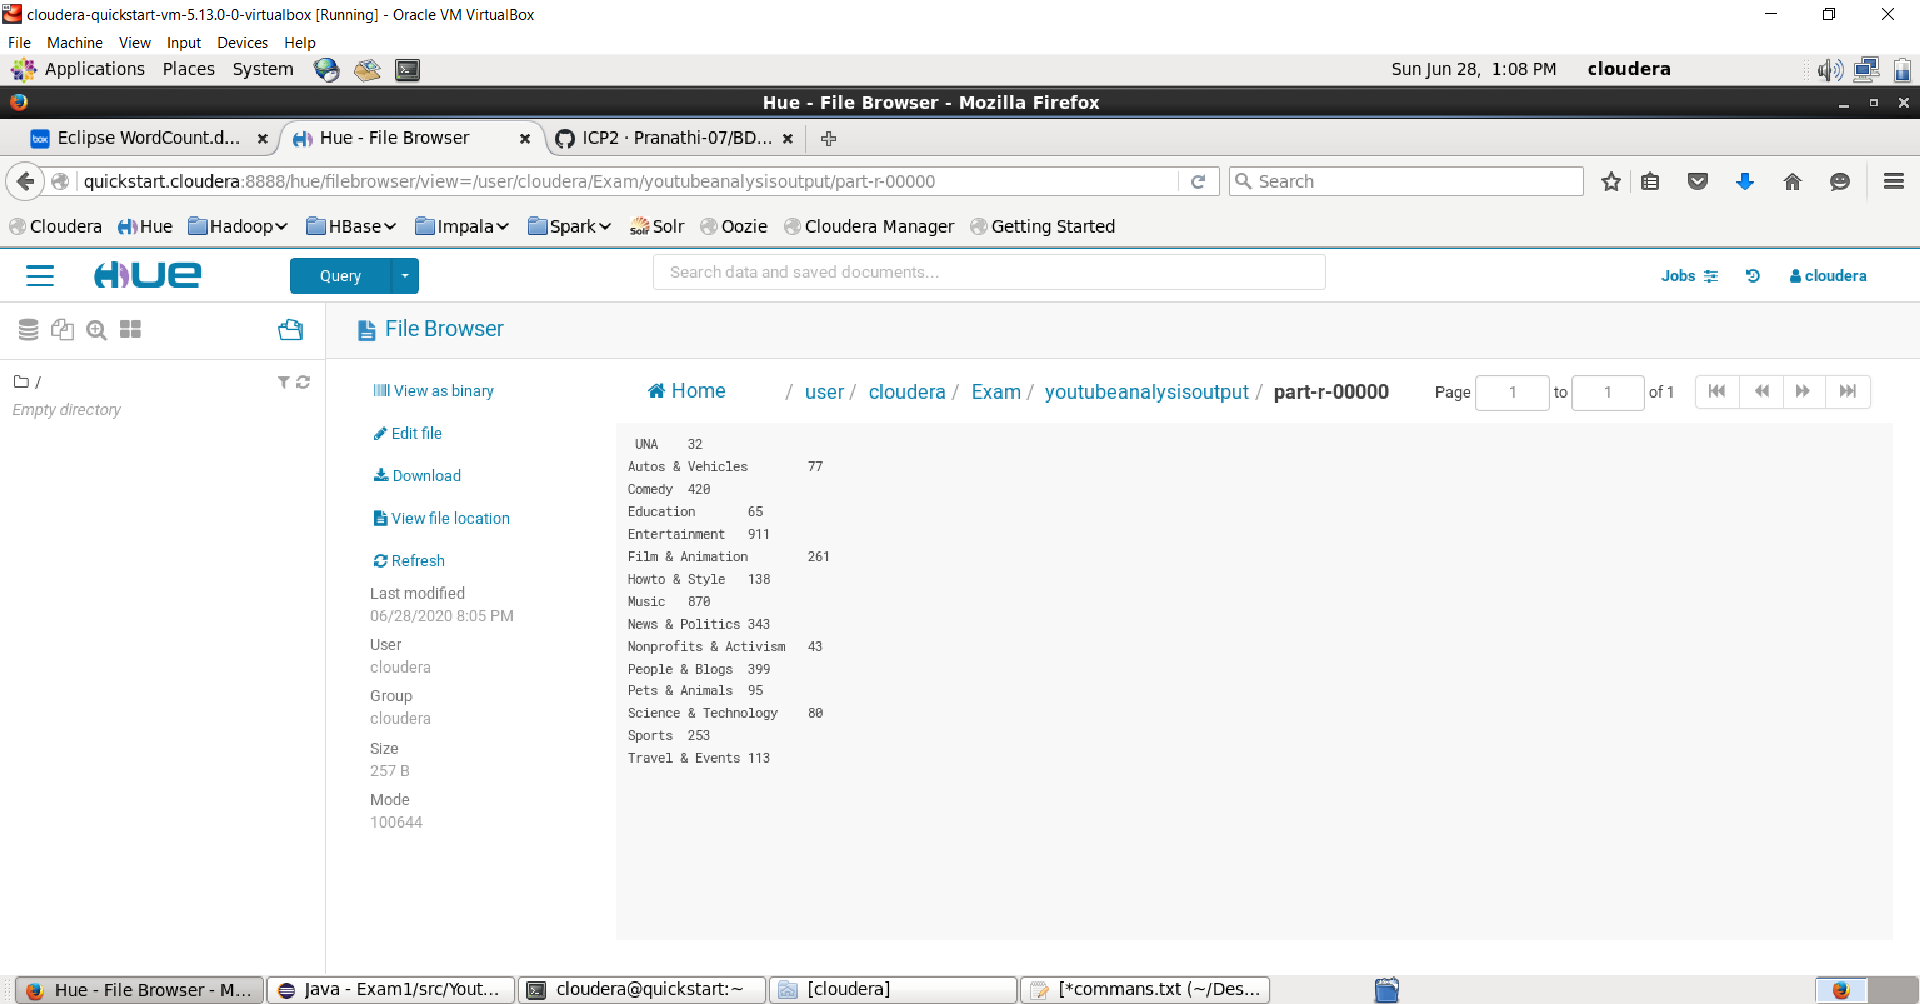 cloudera-quickstart-vm-5.13.0-0-virtualbox [Running] - Oracle VM VirtualBox
File Machine View Input Devices Help
Applications Places System Sun Jun 28, 1:08 PM cloudera
Hue - File Browser - Mozilla Firefox
box Eclipse WordCount.d... Hue - File Browser ICP2 · Pranathi-07/BD...
quickstart.cloudera:8888/hue/filebrowser/view=/user/cloudera/Exam/youtubeanalysisoutput/part-r-00000 Search
Cloudera Hue Hadoop HBase Impala Spark Solr Solr Oozie Cloudera Manager Getting Started
HUE Query Search data and saved documents... Jobs cloudera
File Browser
/
Empty directory
View as binary
Edit file
Download
View file location
Refresh
Last modified
06/28/2020 8:05 PM
User
cloudera
Group
cloudera
Size
257 B
Mode
100644
Home / user / cloudera / Exam / youtubeanalysisoutput / part-r-00000 Page 1 to 1 of 1
UNA 32
Autos & Vehicles 77
Comedy 420
Education 65
Entertainment 911
Film & Animation 261
Howto & Style 138
Music 870
News & Politics 343
Nonprofits & Activism 43
People & Blogs 399
Pets & Animals 95
Science & Technology 80
Sports 253
Travel & Events 113
Hue - File Browser - M... Java - Exam1/src/Yout... cloudera@quickstart:~ [cloudera] [*commans.txt (~/Des...